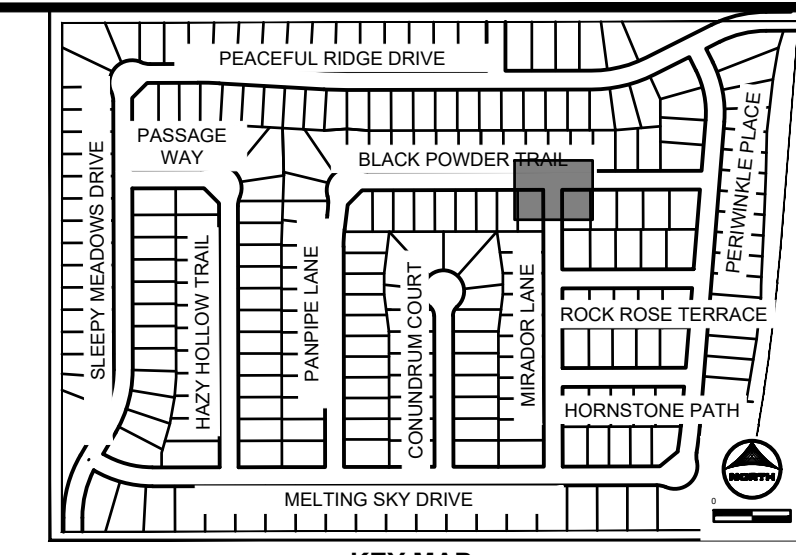 PEACEFUL RIDGE DRIVE
PASSAGE
WAY
BLACK POWDER TRAIL
SLEEPY MEADOWS DRIVE
HAZY HOLLOW TRAIL
PANPIPE LANE
CONUNDRUM COURT
MIRADOR LANE
PERIWINKLE PLACE
ROCK ROSE TERRACE
HORNSTONE PATH
MELTING SKY DRIVE
NORTH
0
KEY MAP